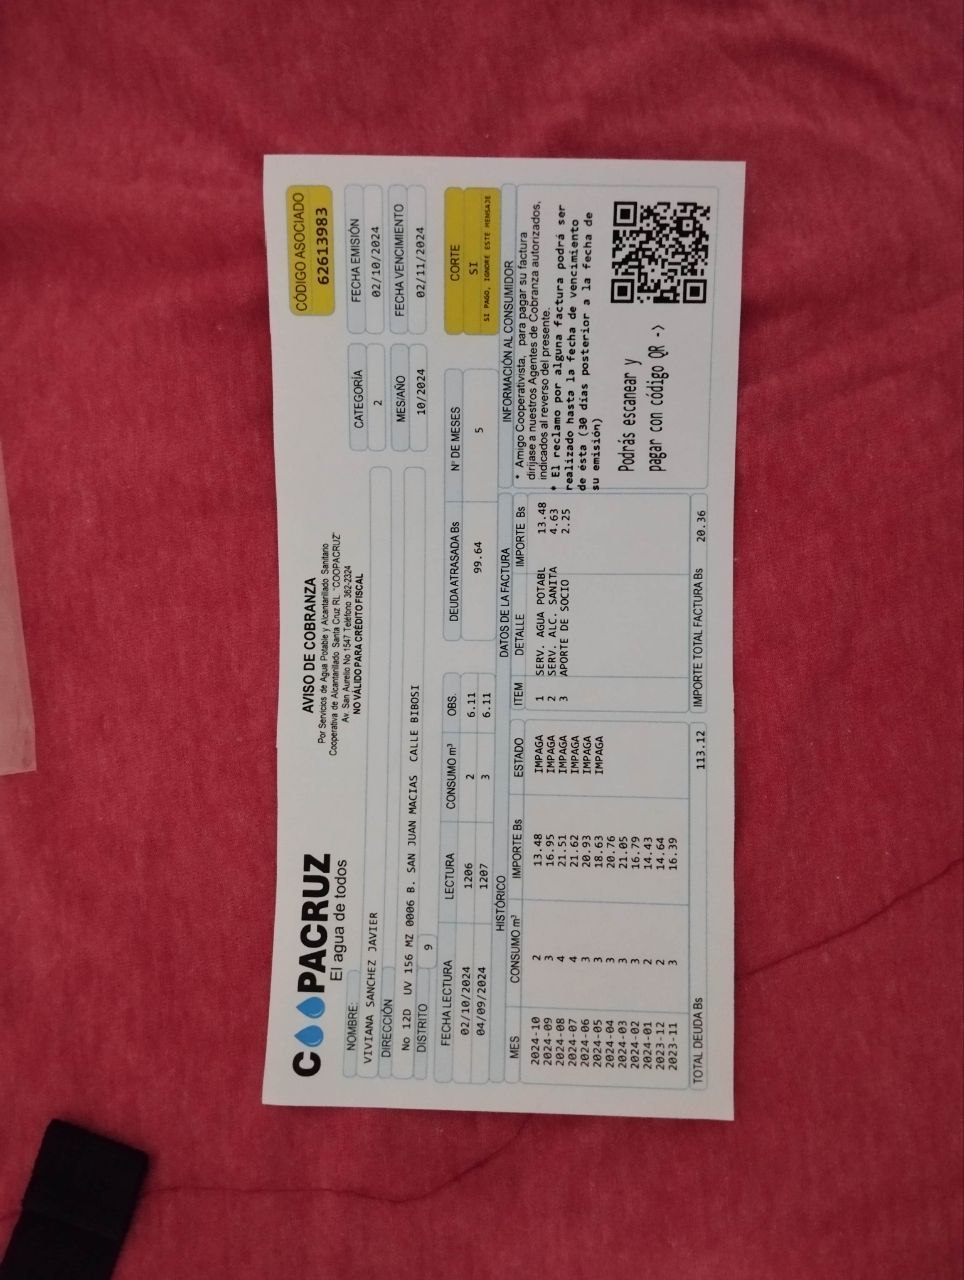 COOPACRUZ
El agua de todos
AVISO DE COBRANZA
Por Servicios de Agua Potable y Alcantarillado Sanitario
Cooperativa de Alcantarillado Santa Cruz RL. "COOPACRUZ"
Av. San Aurelio No 1547 Teléfono 362-2324
NO VÁLIDO PARA CRÉDITO FISCAL
CÓDIGO ASOCIADO
62613983
NOMBRE:
VIVIANA SANCHEZ JAVIER
CATEGORÍA
2
FECHA EMISIÓN
02/10/2024
DIRECCIÓN
No 12D UV 156 MZ 0006 B. SAN JUAN MACIAS CALLE BIBOSI
MES/AÑO
10/2024
FECHA VENCIMIENTO
02/11/2024
DISTRITO 9
FECHA LECTURA LECTURA CONSUMO m³ OBS.
02/10/2024 1206 2 6.11
04/09/2024 1207 3 6.11
DEUDA ATRASADA Bs N° DE MESES
99.64 5
CORTE
SI
SI PAGO, IGNORE ESTE MENSAJE
HISTÓRICO
MES CONSUMO m³ IMPORTE Bs ESTADO
2024-10 2 13.48 IMPAGA
2024-09 3 16.95 IMPAGA
2024-08 4 21.51 IMPAGA
2024-07 4 21.62 IMPAGA
2024-06 3 20.93 IMPAGA
2024-05 3 18.63 IMPAGA
2024-04 3 20.76
2024-03 3 21.05
2024-02 3 16.79
2024-01 2 14.43
2023-12 2 14.64
2023-11 3 16.39
TOTAL DEUDA Bs 113.12
DATOS DE LA FACTURA
ITEM DETALLE IMPORTE Bs
1 SERV. AGUA POTABL 13.48
2 SERV. ALC. SANITA 4.63
3 APORTE DE SOCIO 2.25
IMPORTE TOTAL FACTURA Bs 20.36
INFORMACIÓN AL CONSUMIDOR
* Amigo Cooperativista, para pagar su factura
diríjase a nuestros Agentes de Cobranza autorizados,
indicados al reverso del presente.
* El reclamo por alguna factura podrá ser
realizado hasta la fecha de vencimiento
de ésta (30 días posterior a la fecha de
su emisión)
Podrás escanear y
pagar con código QR ->